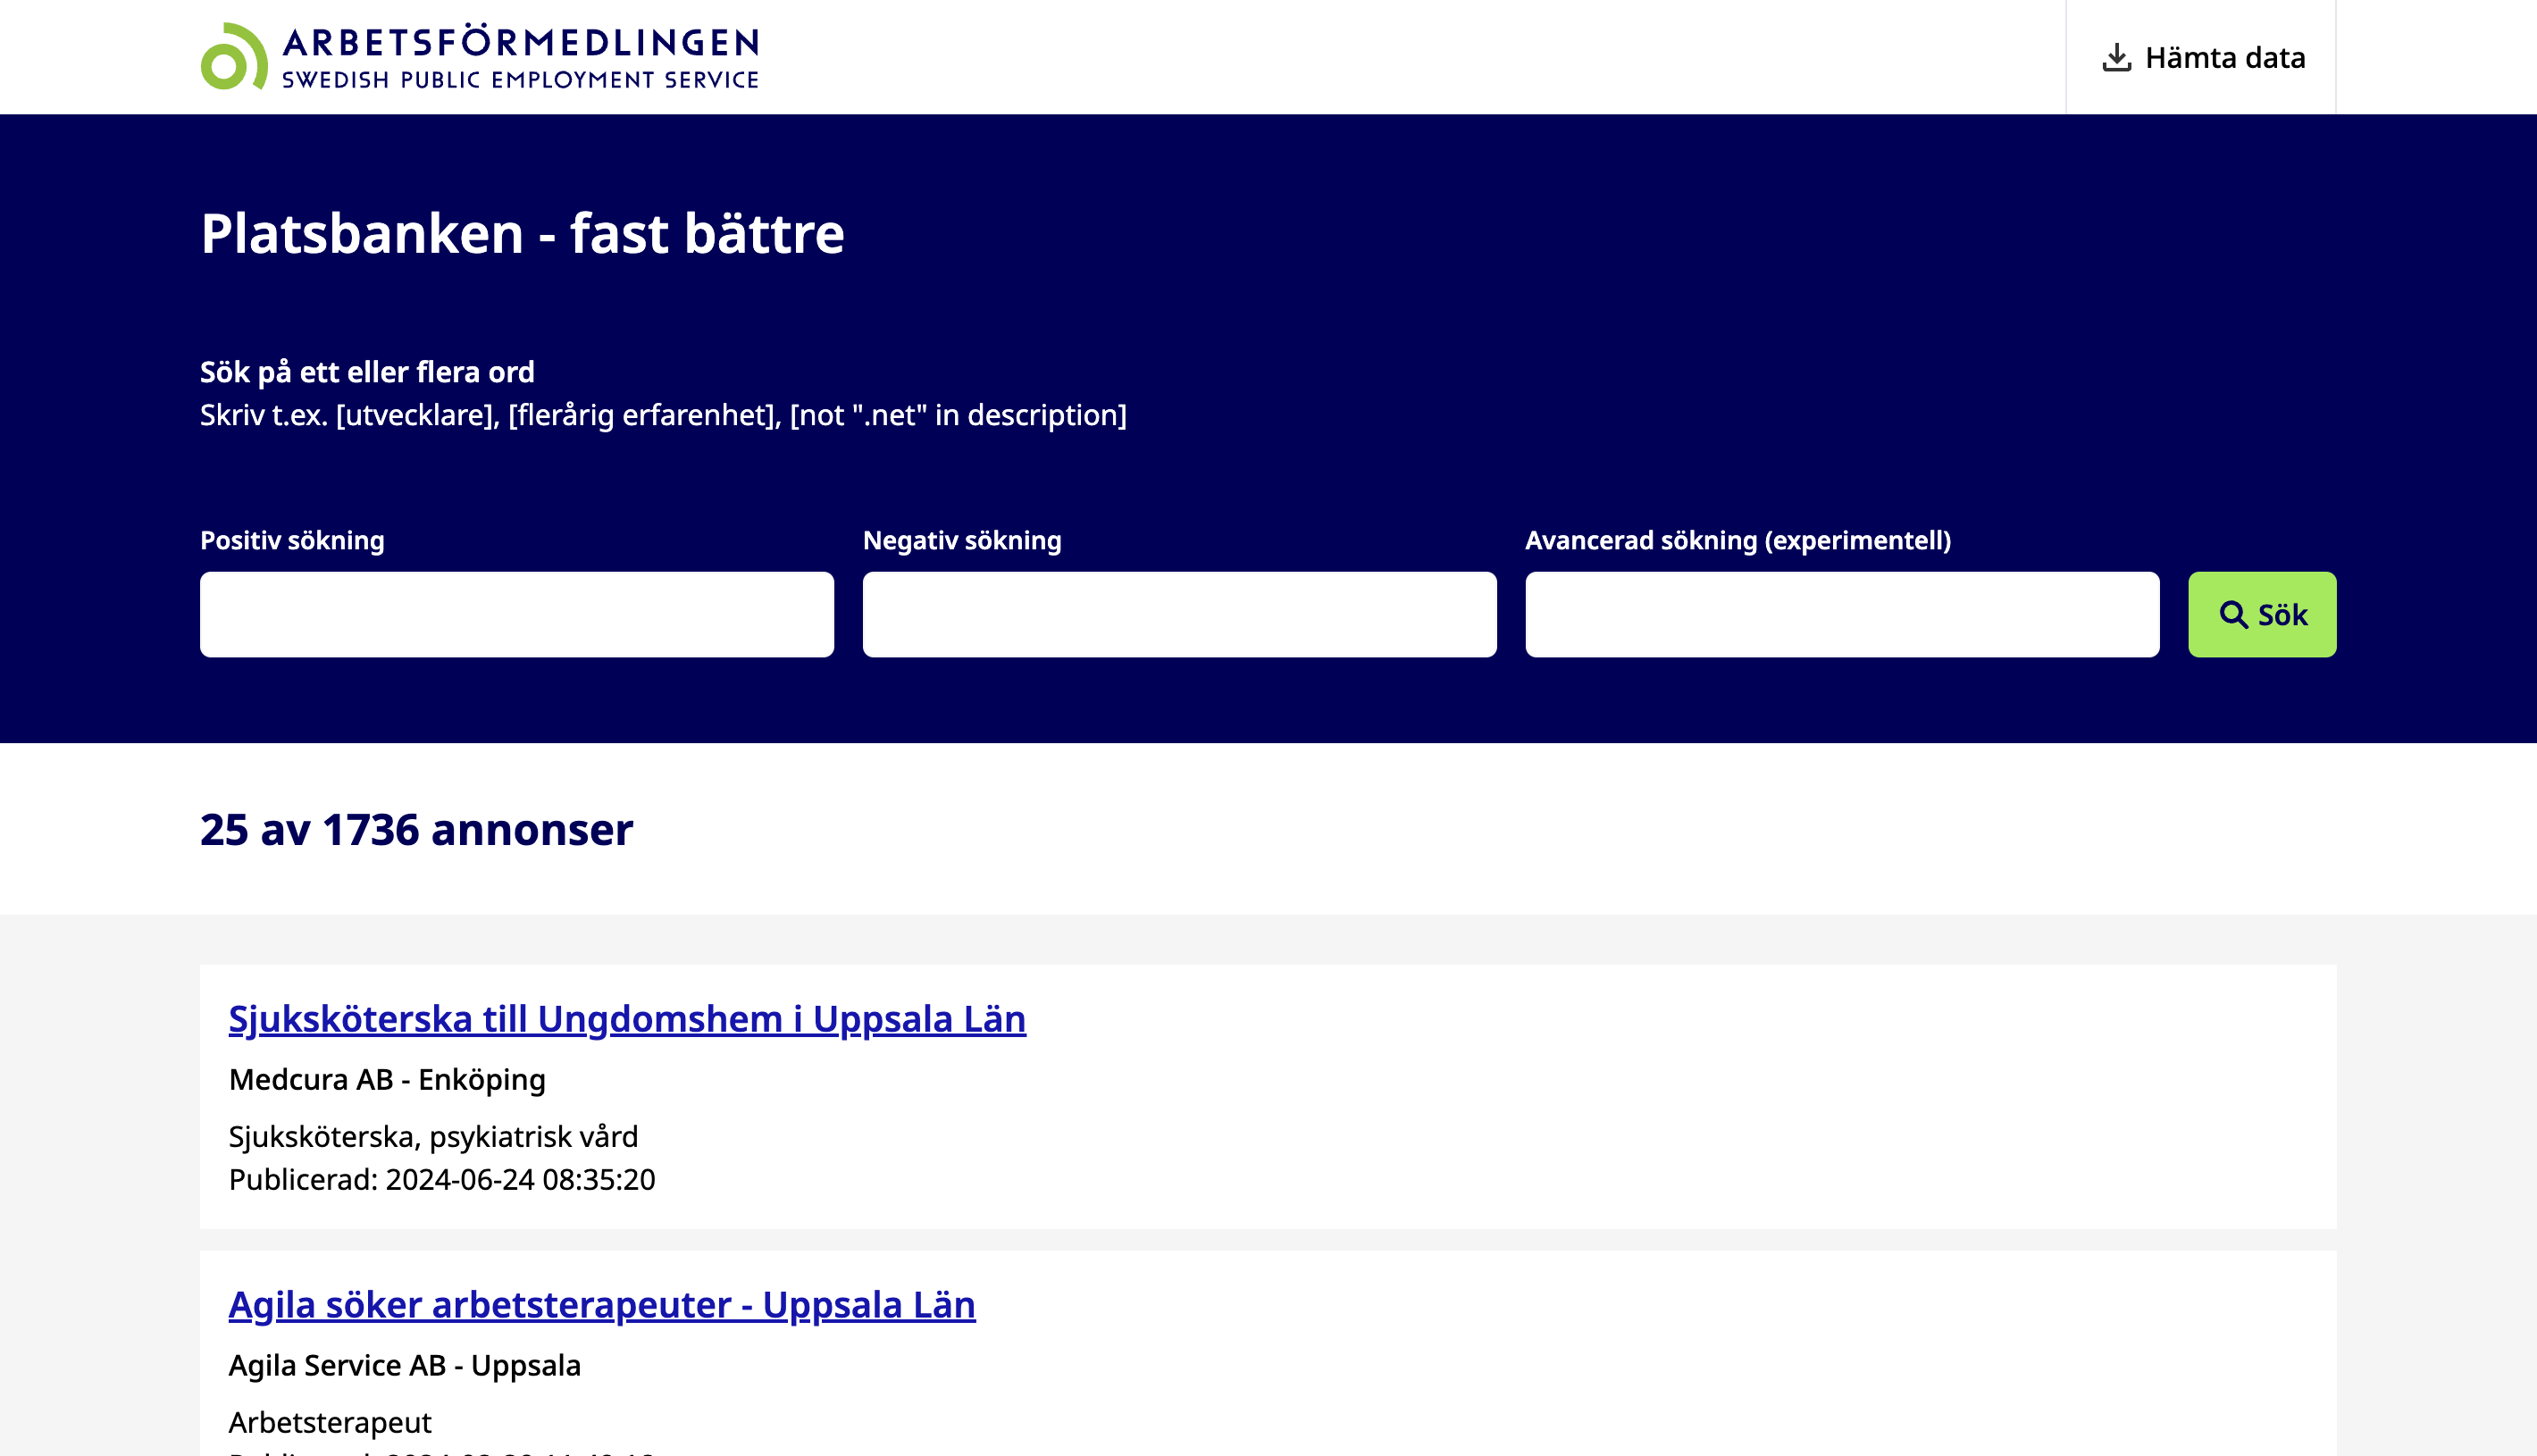 ARBETSFÖRMEDLINGEN
SWEDISH PUBLIC EMPLOYMENT SERVICE
Hämta data
Platsbanken - fast bättre
Sök på ett eller flera ord
Skriv t.ex. [utvecklare], [flerårig erfarenhet], [not ".net" in description]
Positiv sökning
Negativ sökning
Avancerad sökning (experimentell)
Sök
25 av 1736 annonser
Sjuksköterska till Ungdomshem i Uppsala Län
Medcura AB - Enköping
Sjuksköterska, psykiatrisk vård
Publicerad: 2024-06-24 08:35:20
Agila söker arbetsterapeuter - Uppsala Län
Agila Service AB - Uppsala
Arbetsterapeut